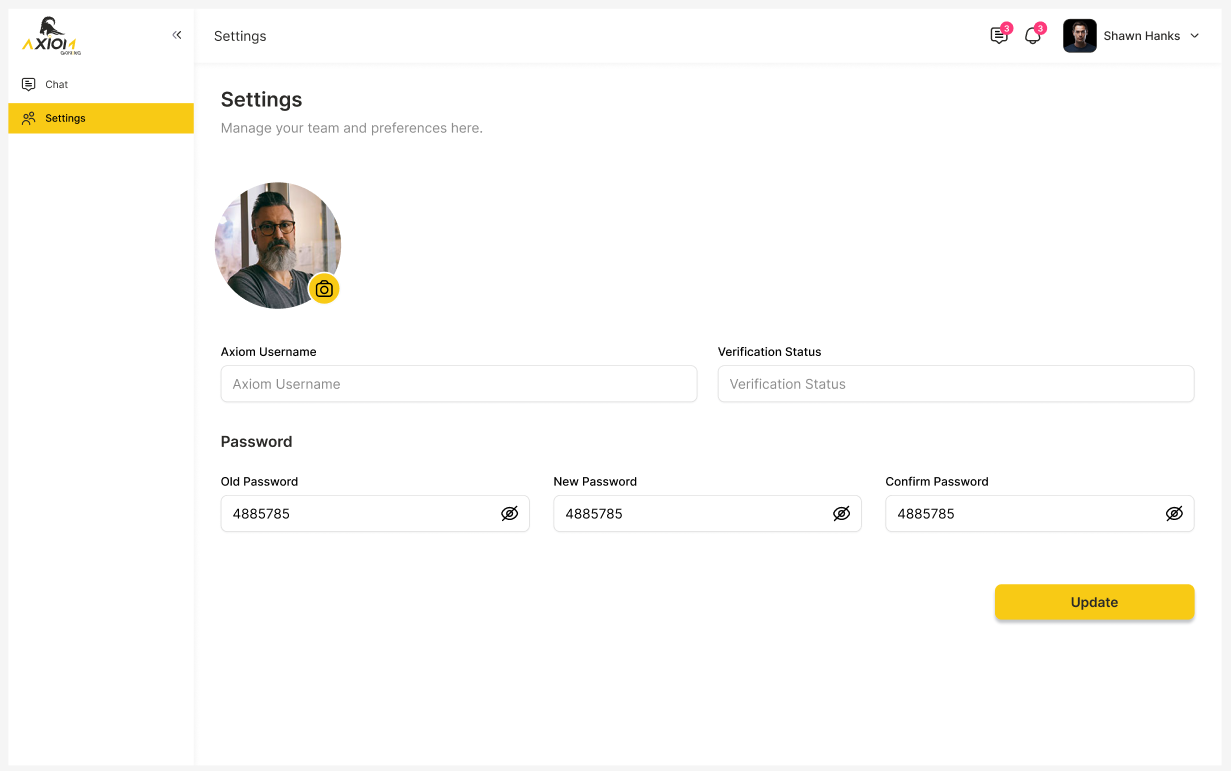 AXIOM
GAMING
Chat
Settings
Settings
3
3
Shawn Hanks
Settings
Manage your team and preferences here.
Axiom Username
Verification Status
Axiom Username
Verification Status
Password
Old Password
New Password
Confirm Password
4885785
4885785
4885785
Update